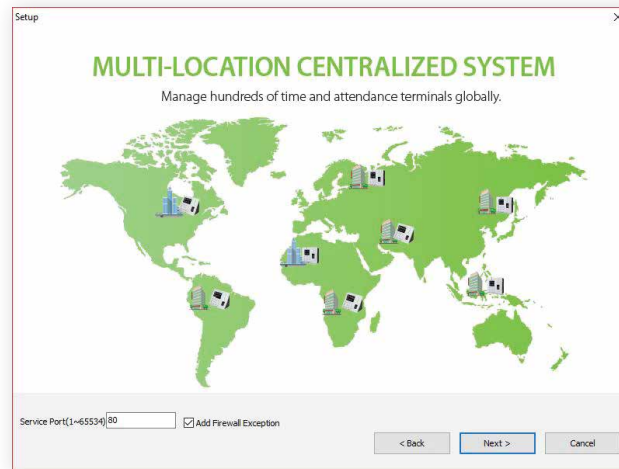 Setup
MULTI-LOCATION CENTRALIZED SYSTEM
Manage hundreds of time and attendance terminals globally.
Service Port(1~65534) 80 Add Firewall Exception
< Back Next > Cancel